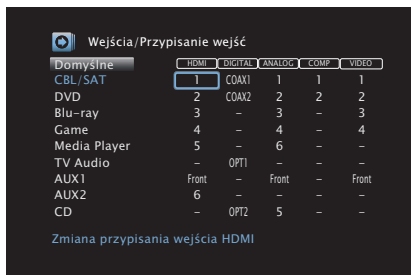 Wejścia/Przypisanie wejść
Domyślne HDMI DIGITAL ANALOG COMP VIDEO
CBL/SAT 1 COAX1 1 1 1
DVD 2 COAX2 2 2 2
Blu-ray 3 – 3 – 3
Game 4 – 4 – 4
Media Player 5 – 6 – –
TV Audio – OPT1 – – –
AUX1 Front – Front – Front
AUX2 6 – – – –
CD – OPT2 5 – –
Zmiana przypisania wejścia HDMI